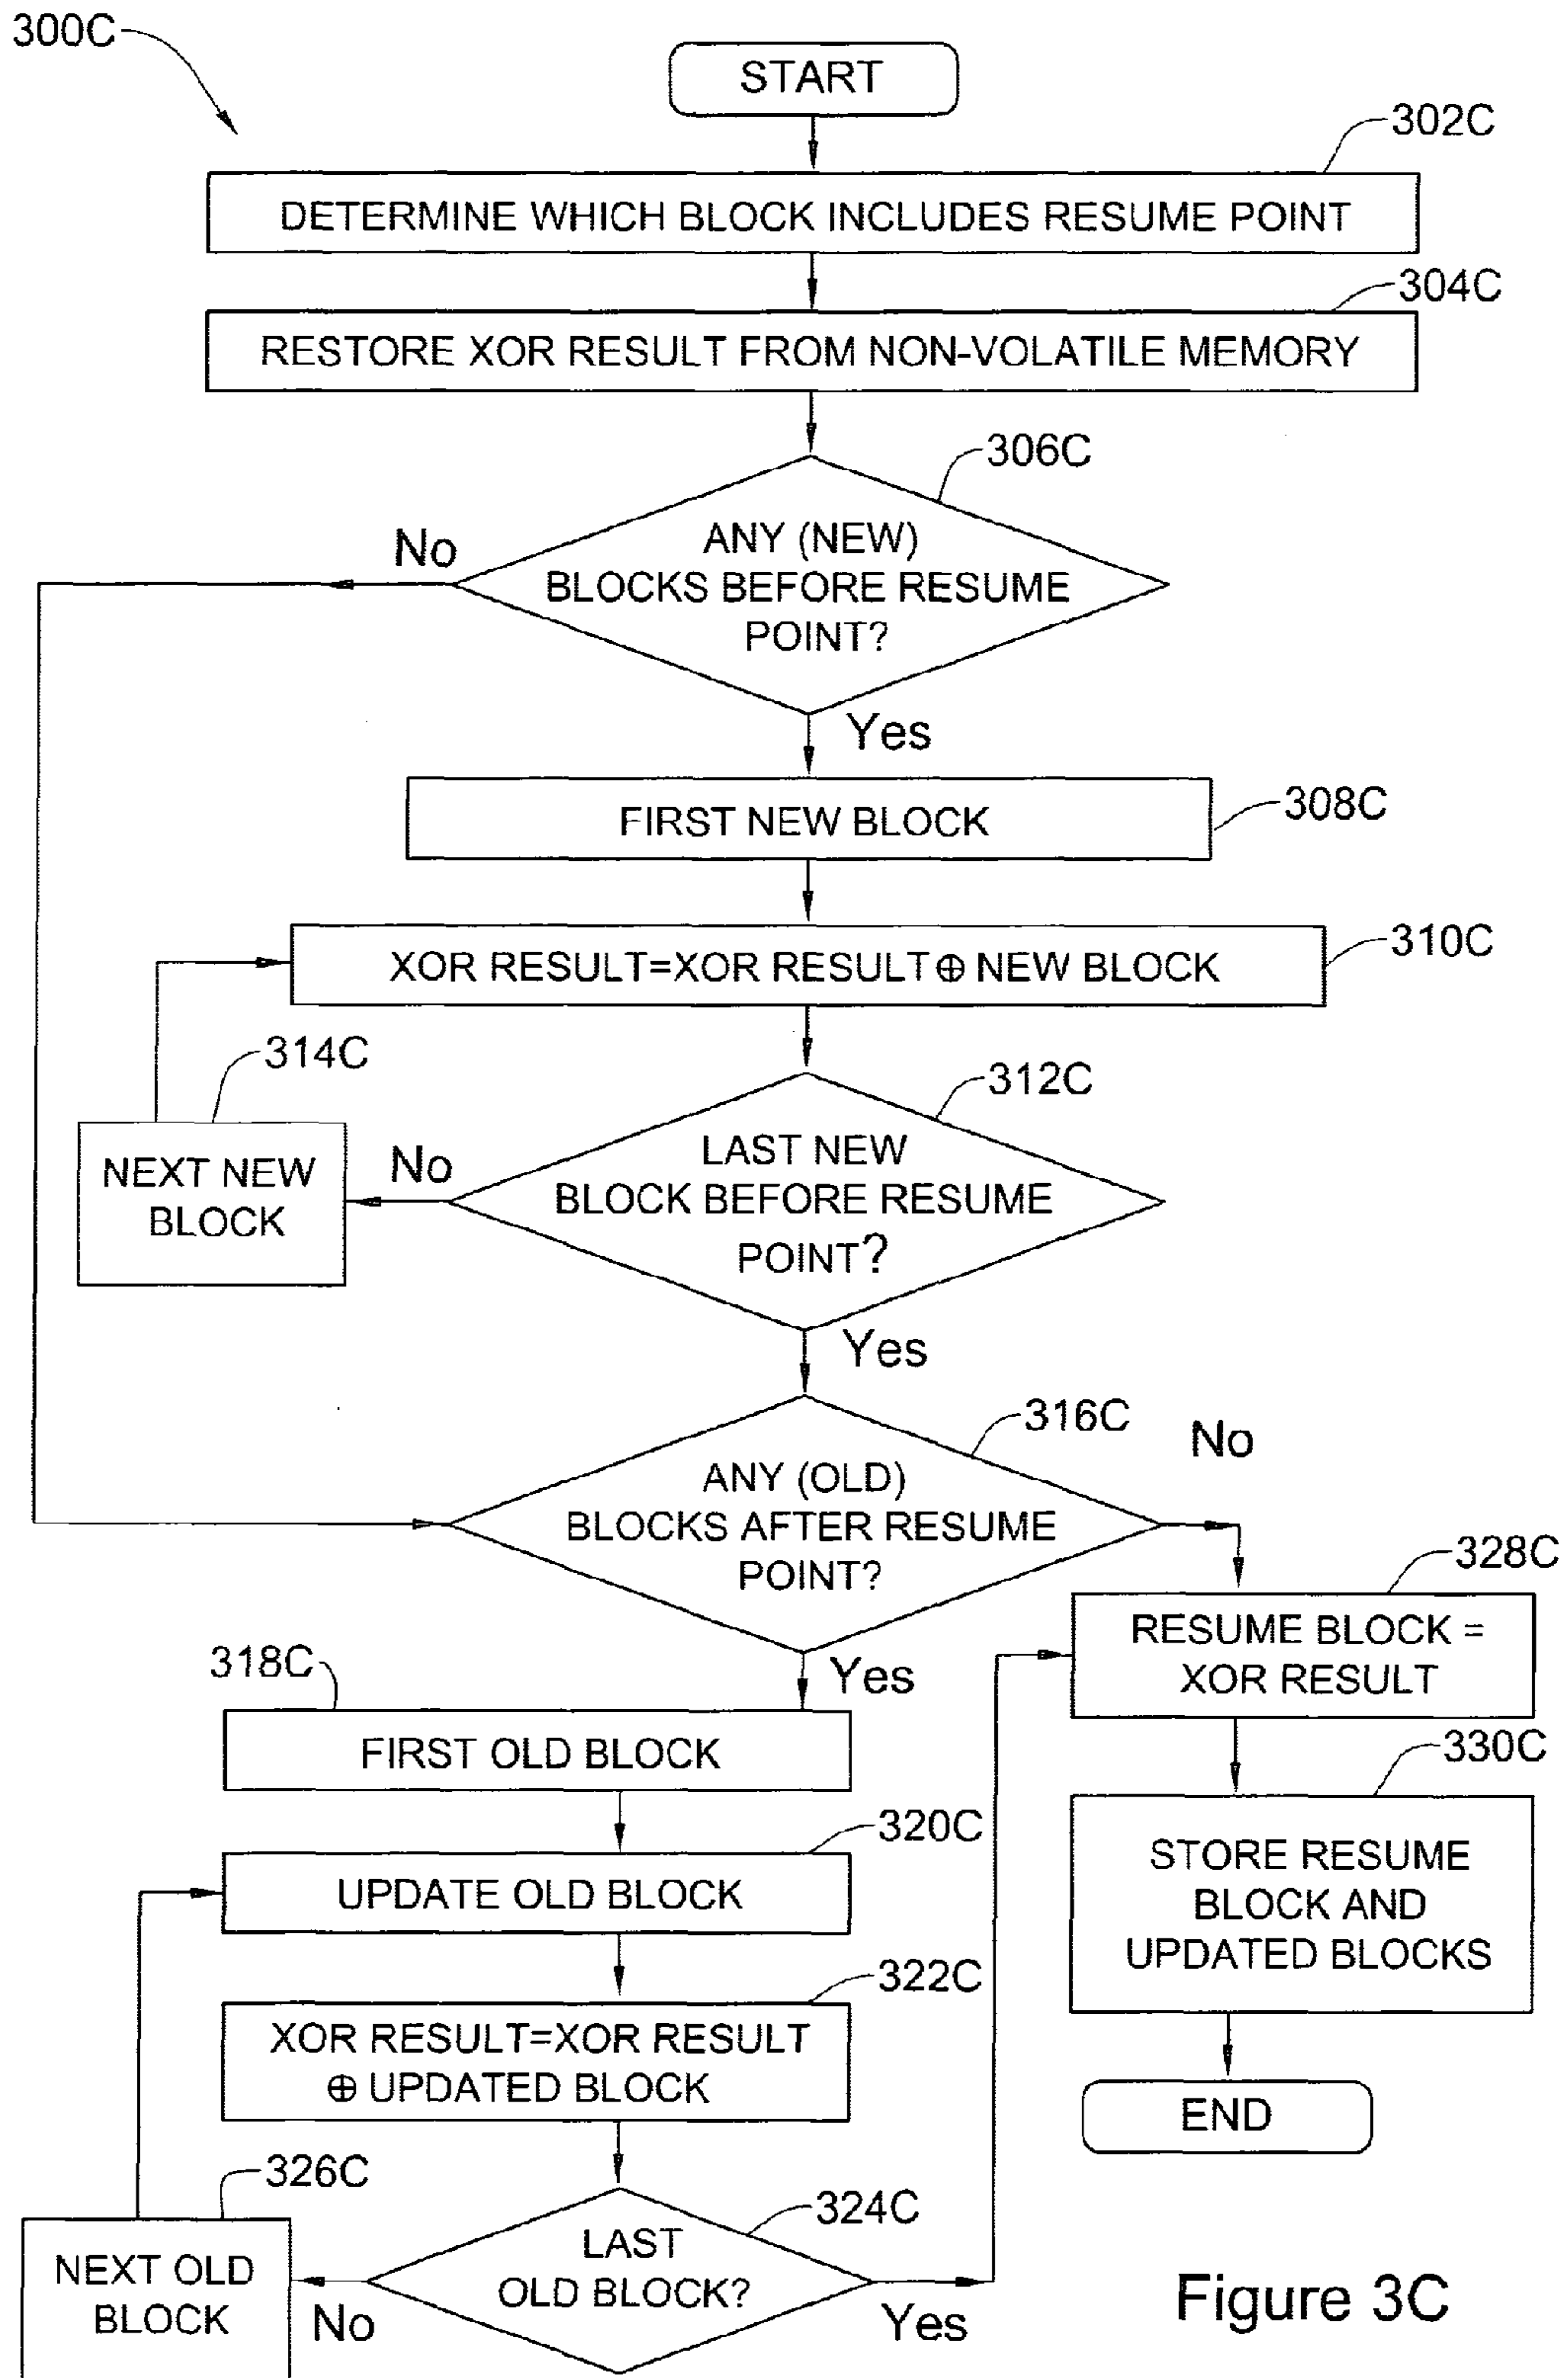 300C
START
302C
DETERMINE WHICH BLOCK INCLUDES RESUME POINT
304C
RESTORE XOR RESULT FROM NON-VOLATILE MEMORY
306C
ANY (NEW)
BLOCKS BEFORE RESUME
POINT?
No
Yes
FIRST NEW BLOCK
308C
310C
XOR RESULT=XOR RESULT⊕ NEW BLOCK
314C
312C
NEXT NEW
BLOCK
No
LAST NEW
BLOCK BEFORE RESUME
POINT?
Yes
316C
No
ANY (OLD)
BLOCKS AFTER RESUME
POINT?
328C
RESUME BLOCK =
XOR RESULT
318C
Yes
FIRST OLD BLOCK
330C
STORE RESUME
BLOCK AND
UPDATED BLOCKS
320C
UPDATE OLD BLOCK
322C
XOR RESULT=XOR RESULT
⊕ UPDATED BLOCK
END
326C
324C
NEXT OLD
BLOCK
No
LAST
OLD BLOCK?
Yes
Figure 3C